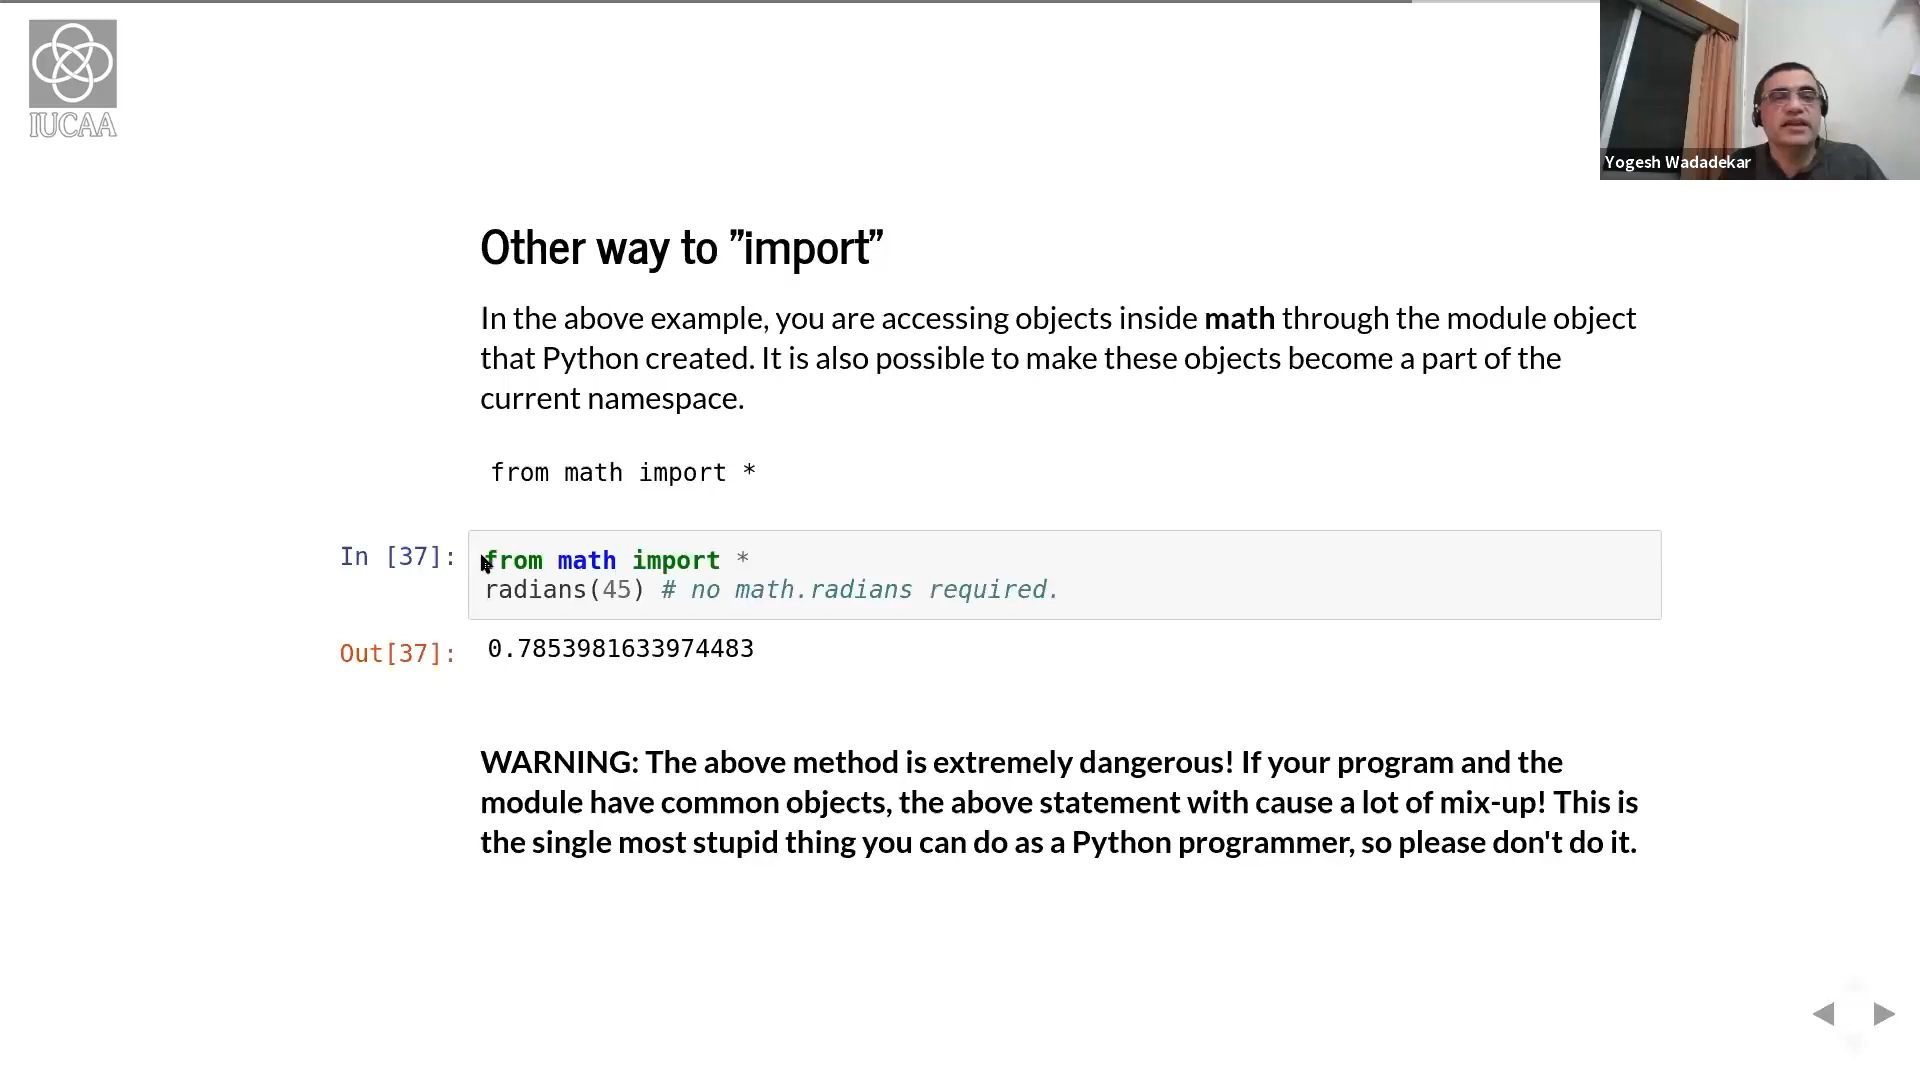 IUCAA
Yogesh Wadadekar
Other way to "import"
In the above example, you are accessing objects inside math through the module object
that Python created. It is also possible to make these objects become a part of the
current namespace.
from math import *
In [37]:
from math import *
radians(45) # no math.radians required.
Out[37]:
0.7853981633974483
WARNING: The above method is extremely dangerous! If your program and the
module have common objects, the above statement with cause a lot of mix-up! This is
the single most stupid thing you can do as a Python programmer, so please don't do it.